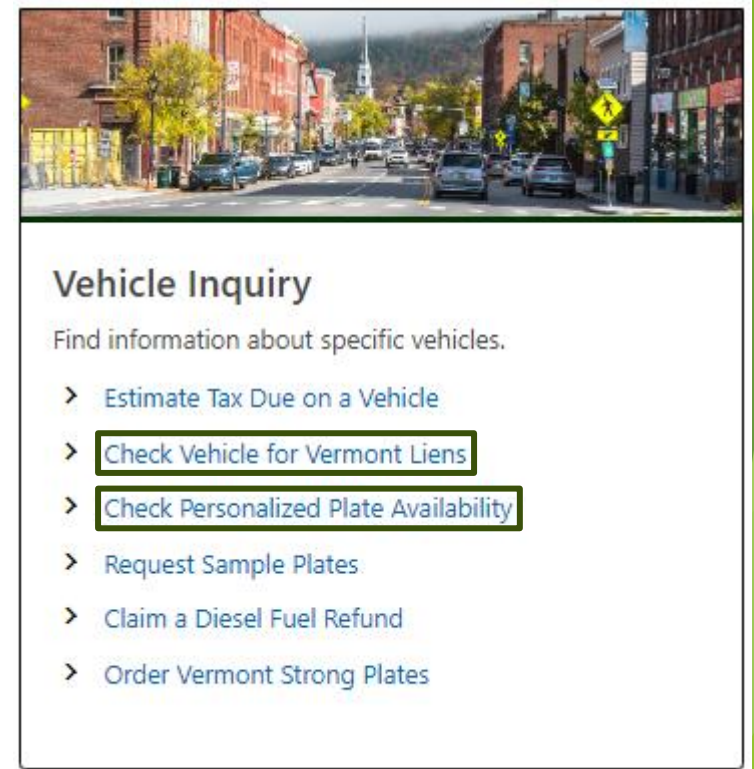 Vehicle Inquiry
Find information about specific vehicles.
Estimate Tax Due on a Vehicle
Check Vehicle for Vermont Liens
Check Personalized Plate Availability
Request Sample Plates
Claim a Diesel Fuel Refund
Order Vermont Strong Plates